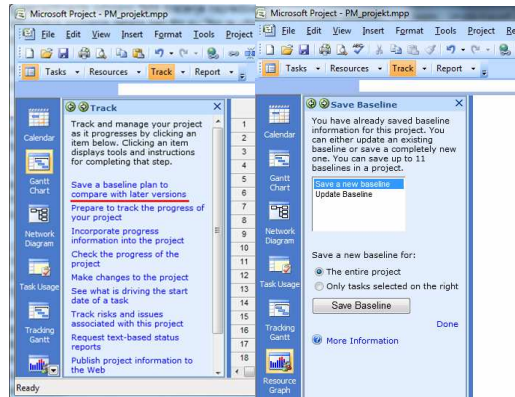 Microsoft Project - PM_projekt.mpp
File Edit View Insert Format Tools
Tasks Resources Track Report
Track
Calendar
Gantt
Chart
Network
Diagram
Task Usage
Tracking
Gantt
Track and manage your project
as it progresses by clicking an
item below. Clicking an item
displays tools and instructions
for completing that step.
Save a baseline plan to
compare with later versions
Prepare to track the progress of
your project
Incorporate progress
information into the project
Check the progress of the
project
Make changes to the project
See what is driving the start
date of a task
Track risks and issues
associated with this project
Request text-based status
reports
Publish project information to
the Web
1
2
3
4
5
6
7
8
9
10
11
12
13
14
15
16
17
18
Ready
Microsoft Project - PM_projekt.mpp
File Edit View Insert Format Tools Project
Tasks Resources Track Report
Save Baseline
Calendar
Gantt
Chart
Network
Diagram
Task Usage
Tracking
Gantt
Resource
Graph
You have already saved baseline
information for this project. You
can either update an existing
baseline or save a completely new
one. You can save up to 11
baselines in a project.
Save a new baseline
Update Baseline
Save a new baseline for:
The entire project
Only tasks selected on the right
Save Baseline
Done
More Information